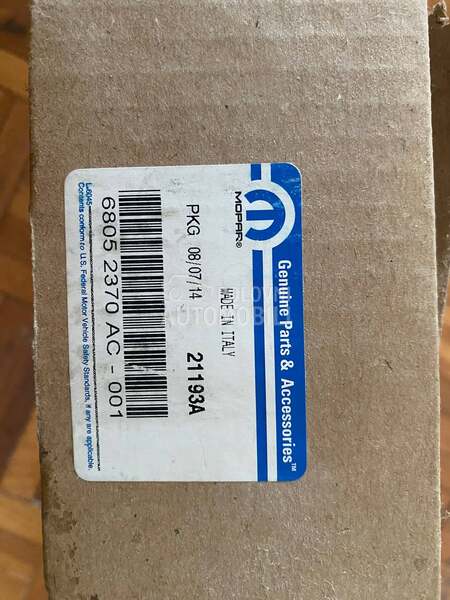 MOPAR®
Genuine Parts & Accessories™
MADE IN ITALY
PKG 08/07/14
21193A
6805 2370 AC - 001
L-6045
Contents conform to U.S. Federal Motor Vehicle Safety Standards, if any are applicable.